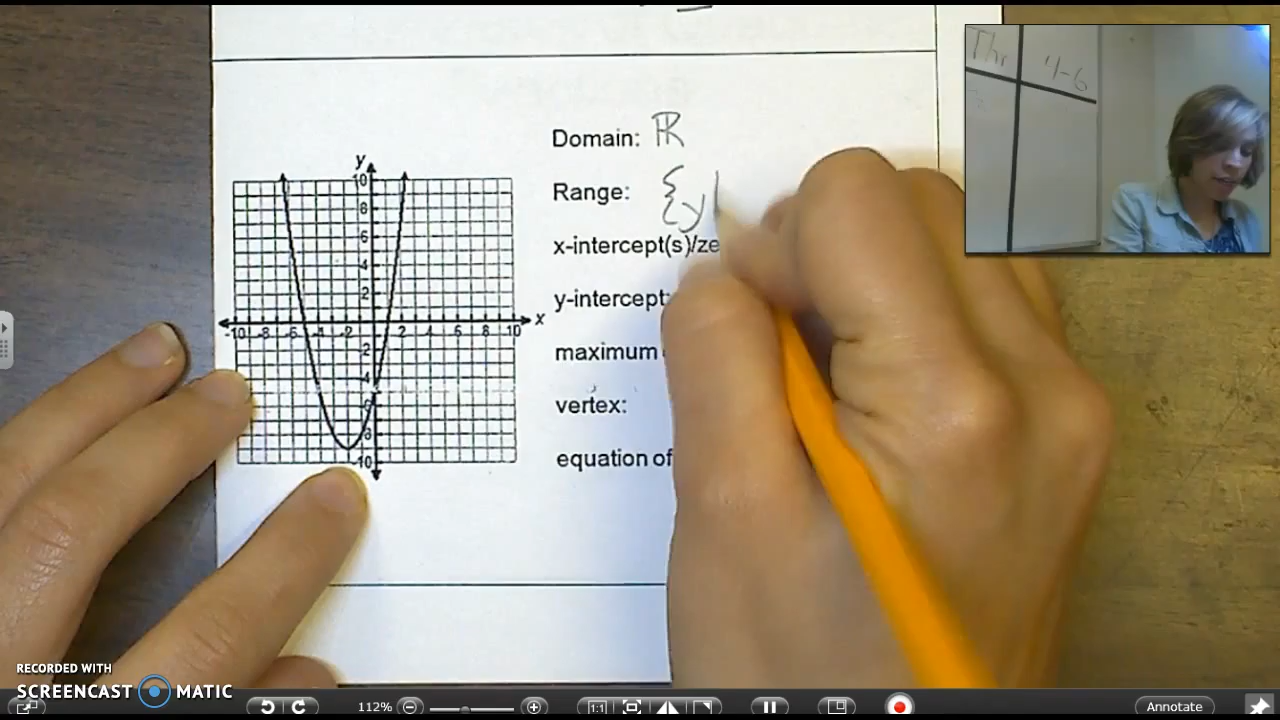 Thr 4-6
Domain: ℝ
Range: {y|
x-intercept(s)/ze
y-intercept:
maximum
vertex:
equation of
y
10
8
6
4
2
-10 -8 -6 -4 -2 2 4 6 8 10 x
2
4
6
8
-10
RECORDED WITH
SCREENCAST MATIC
112%
1:1
Annotate